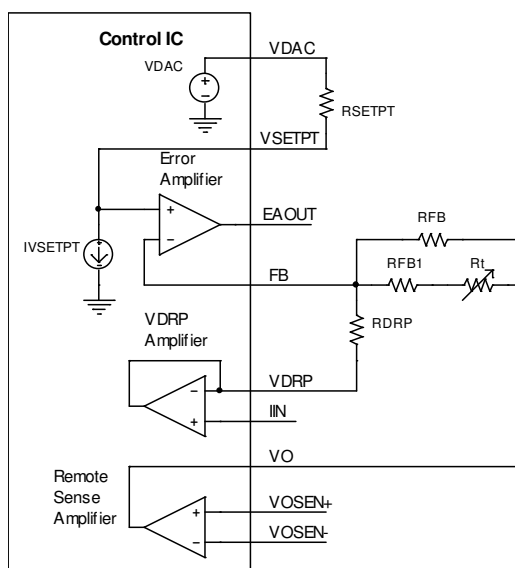 Control IC
VDAC
VDAC
+
−
RSETPT
VSETPT
Error
Amplifier
+
−
EAOUT
IVSETPT
RFB
FB
RFB1
Rt
RDRP
VDRP
Amplifier
−
VDRP
+
IIN
VO
Remote
Sense
Amplifier
+
VOSEN+
−
VOSEN-